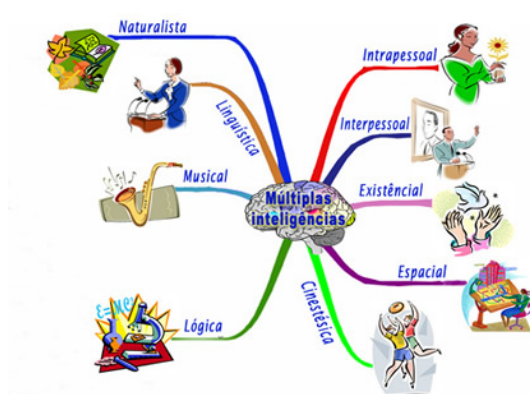 Naturalista
Linguística
Musical
Lógica
Múltiplas
inteligências
Intrapessoal
Interpessoal
Existêncial
Espacial
Cinestésica
E=MC²